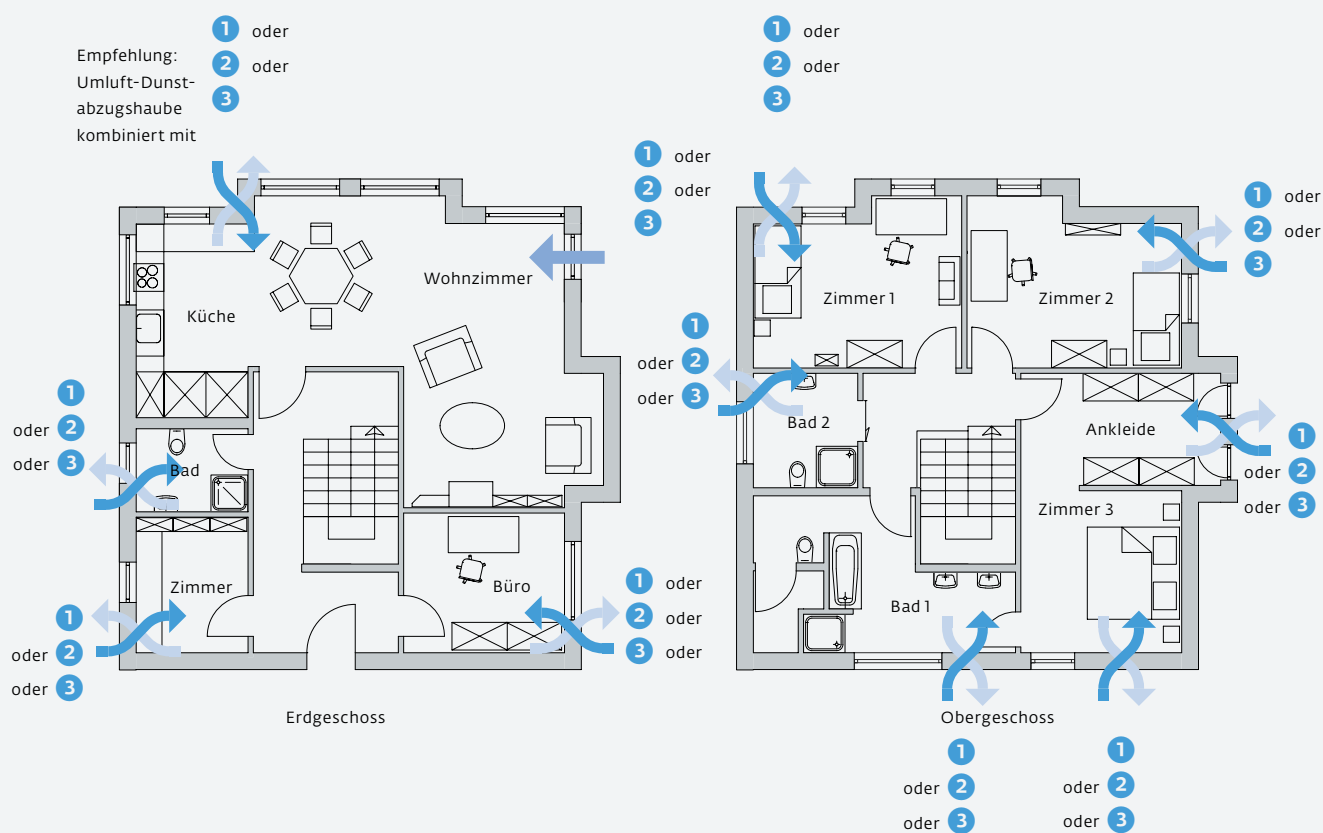 1 oder
2 oder
3
Empfehlung:
Umluft-Dunst-
abzugshaube
kombiniert mit
Küche
Wohnzimmer
1
oder 2
oder 3
Bad
Zimmer
1
oder 2
oder 3
Büro
1 oder
2 oder
3 oder
Erdgeschoss
1 oder
2 oder
3
1 oder
2 oder
3
1 oder
2 oder
3
Zimmer 1
Zimmer 2
1
oder 2
oder 3
Bad 2
Ankleide
1
oder 2
oder 3
Zimmer 3
Bad 1
Obergeschoss
1
oder 2
oder 3
1
oder 2
oder 3